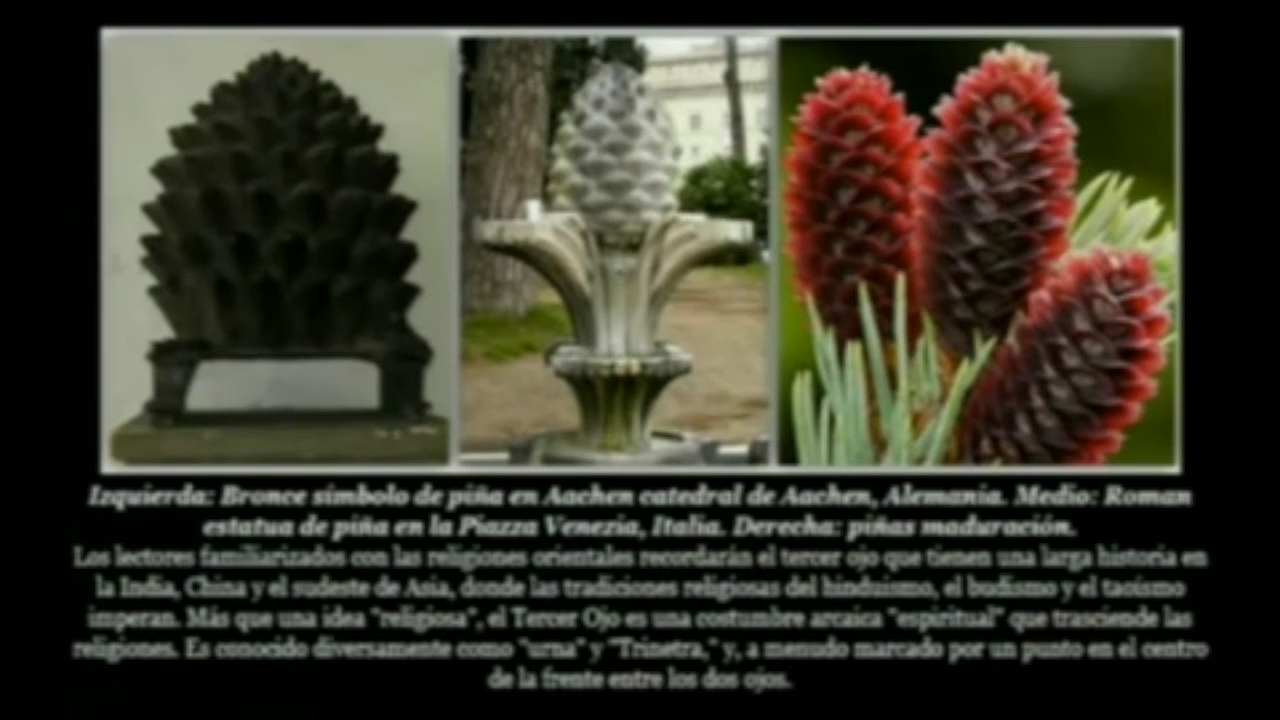 Izquierda: Bronce símbolo de piña en Aachen catedral de Aachen, Alemania. Medio: Roman
estatua de piña en la Piazza Venezia, Italia. Derecha: piñas maduración.
Los lectores familiarizados con las religiones orientales recordarán el tercer ojo que tienen una larga historia en
la India, China y el sudeste de Asia, donde las tradiciones religiosas del hinduismo, el budismo y el taoísmo
imperan. Más que una idea "religiosa", el Tercer Ojo es una costumbre arcaica "espiritual" que trasciende las
religiones. Es conocido diversamente como "urna" y "Trinetra," y, a menudo marcado por un punto en el centro
de la frente entre los dos ojos.